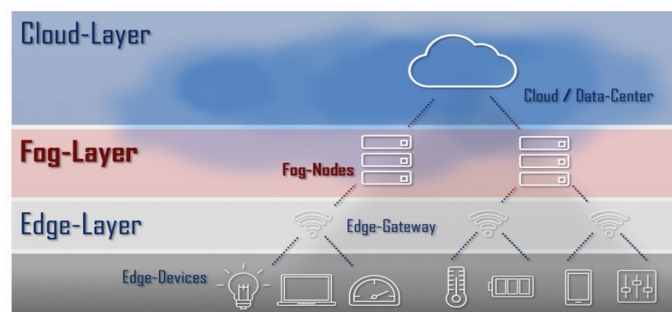 Cloud-Layer
Cloud / Data-Center
Fog-Layer
Fog-Nodes
Edge-Layer
Edge-Gateway
Edge-Devices